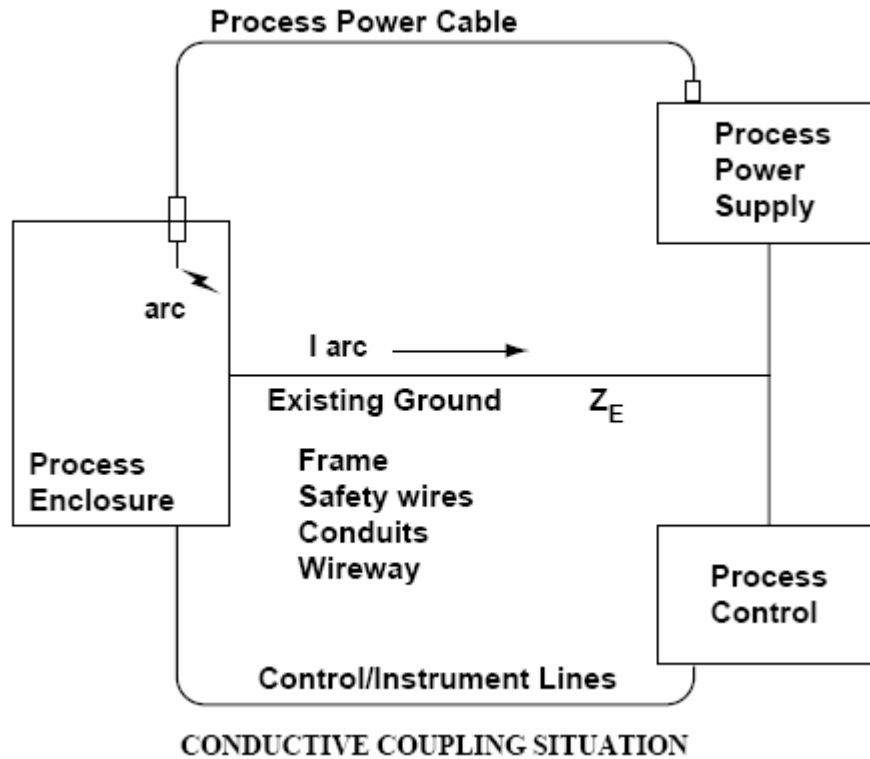 Process Power Cable
Process
Power
Supply
arc
I arc
Existing Ground Z_E
Frame
Safety wires
Conduits
Wireway
Process
Enclosure
Process
Control
Control/Instrument Lines
CONDUCTIVE COUPLING SITUATION